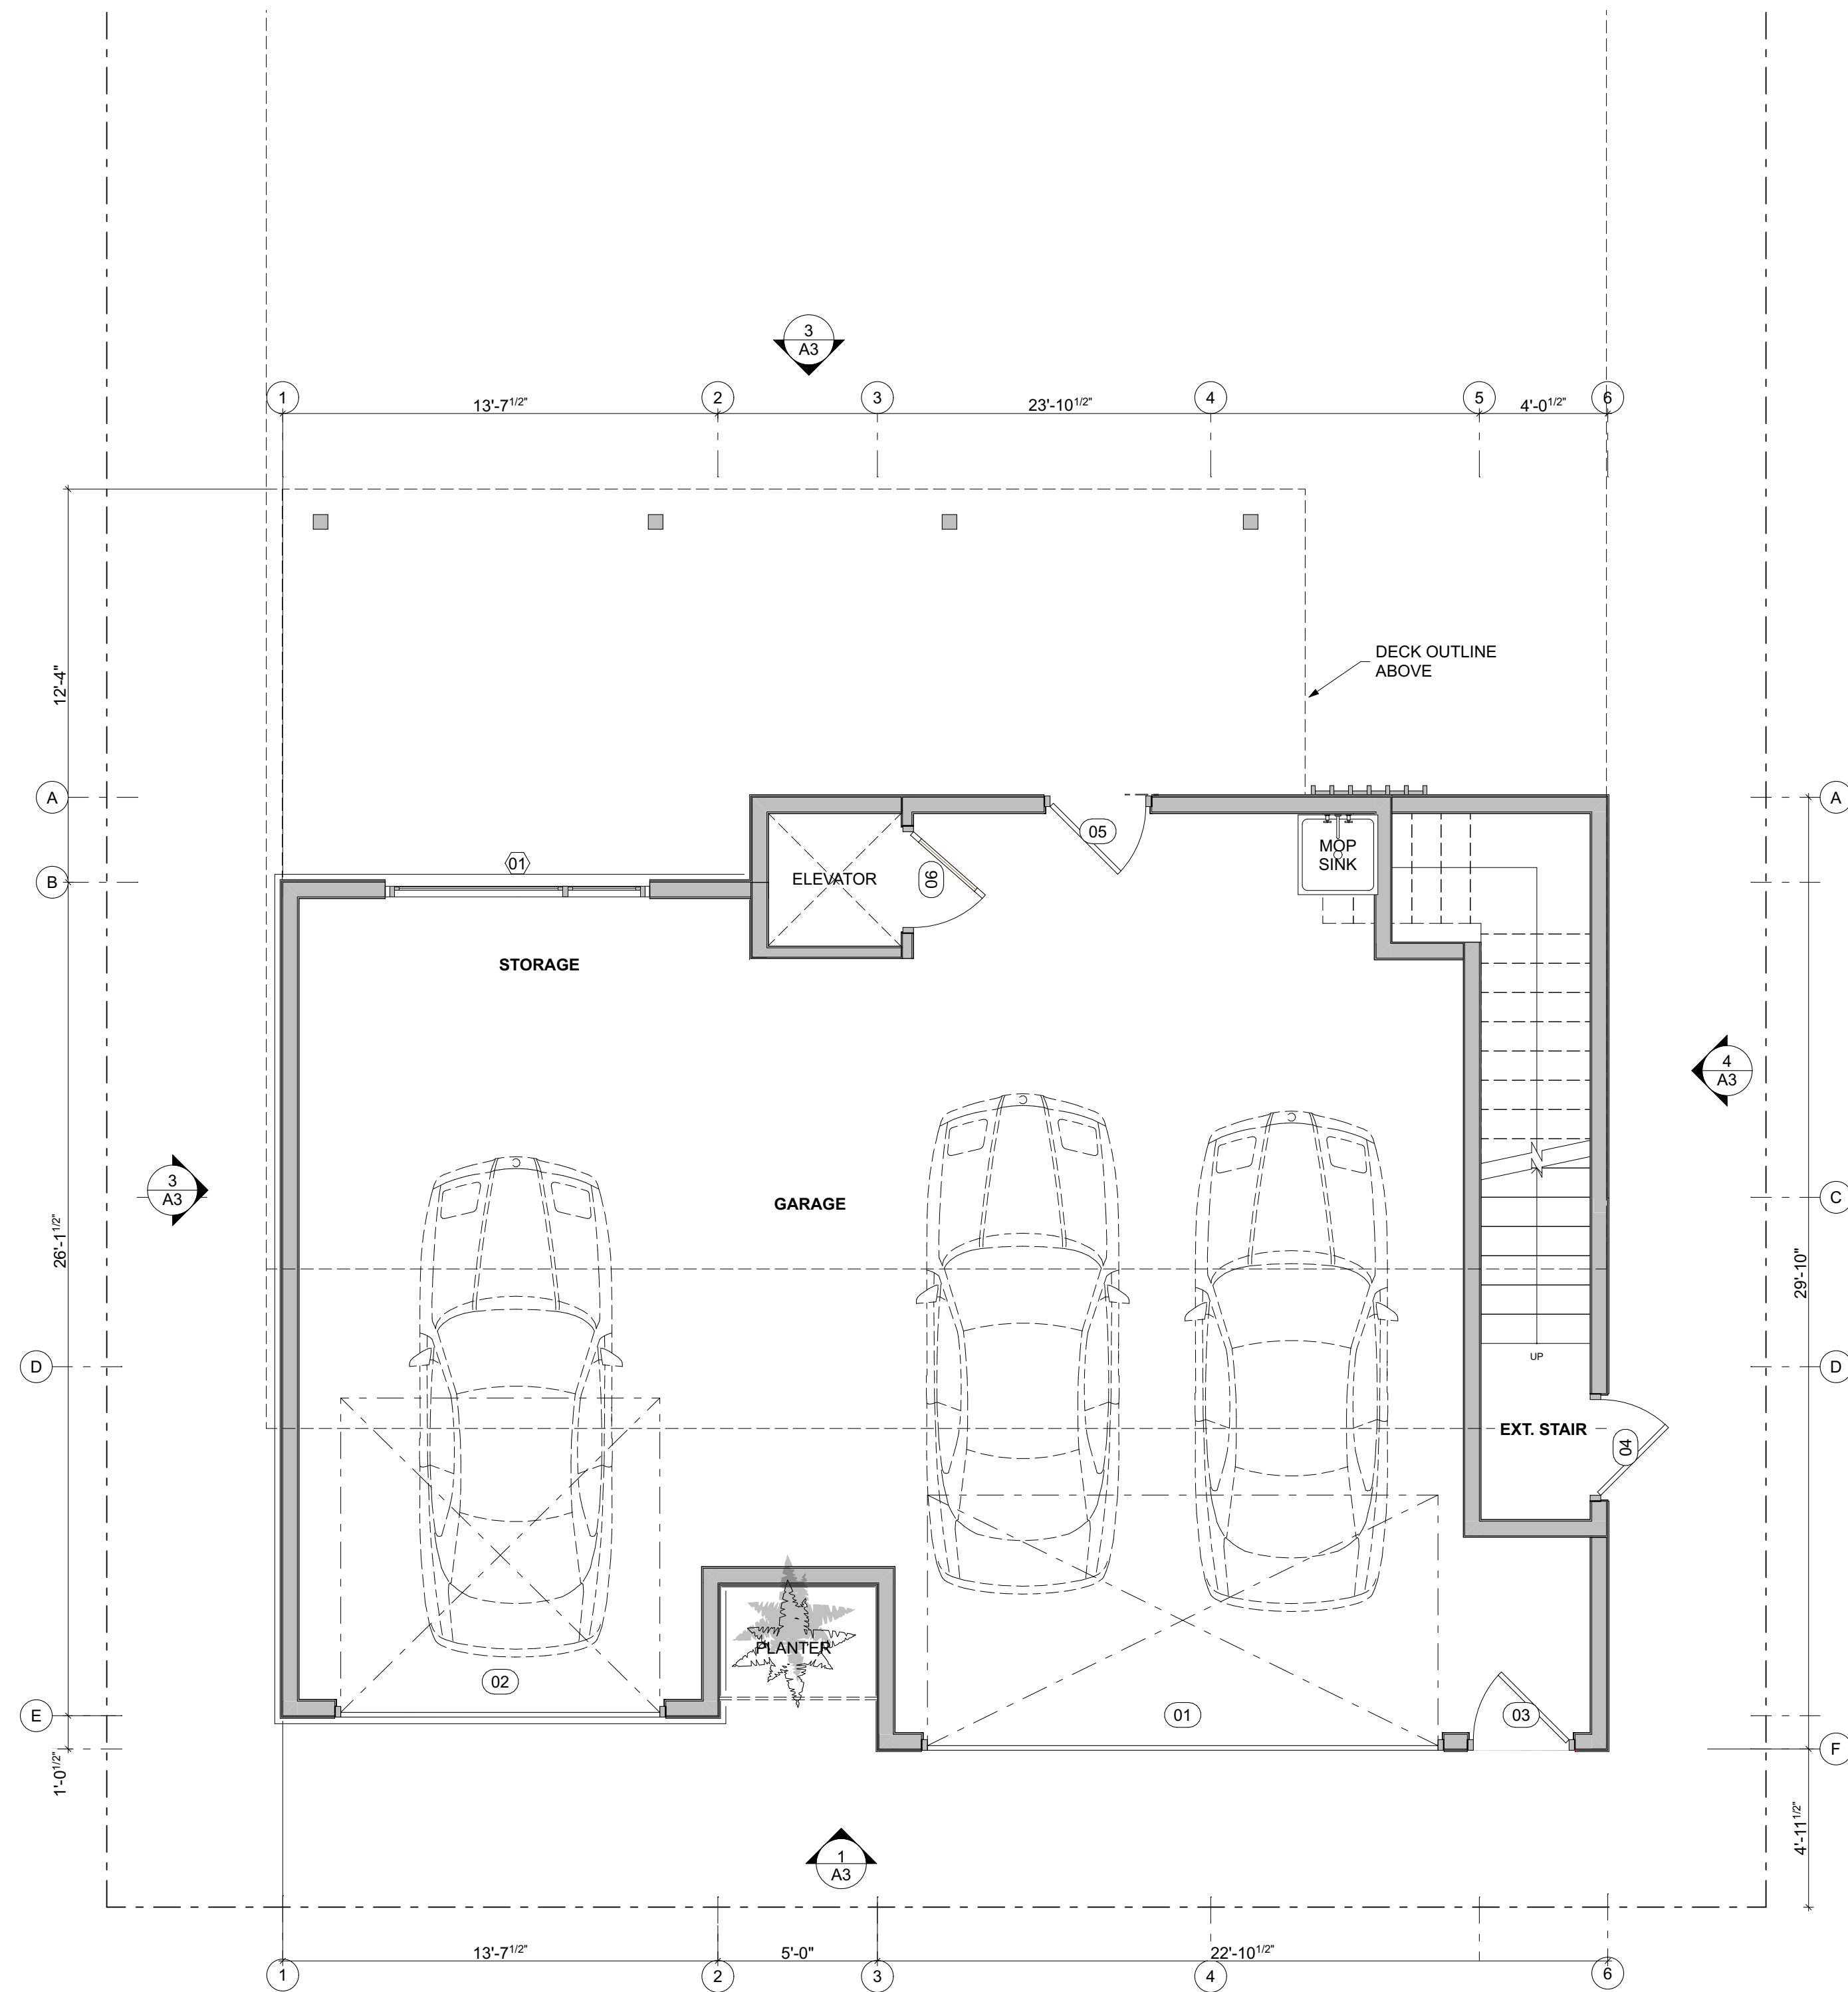 3
A3
1
2
3
4
5
6
13'-7 1/2"
23'-10 1/2"
4'-0 1/2"
DECK OUTLINE
ABOVE
12'-4"
A
A
05
MOP
SINK
01
B
ELEVATOR
06
STORAGE
4
A3
3
A3
C
GARAGE
26'-1 1/2"
29'-10"
UP
D
D
EXT. STAIR
04
PLANTER
02
01
03
E
F
1'-0 1/2"
4'-11 1/2"
1
A3
13'-7 1/2"
5'-0"
22'-10 1/2"
1
2
3
4
6